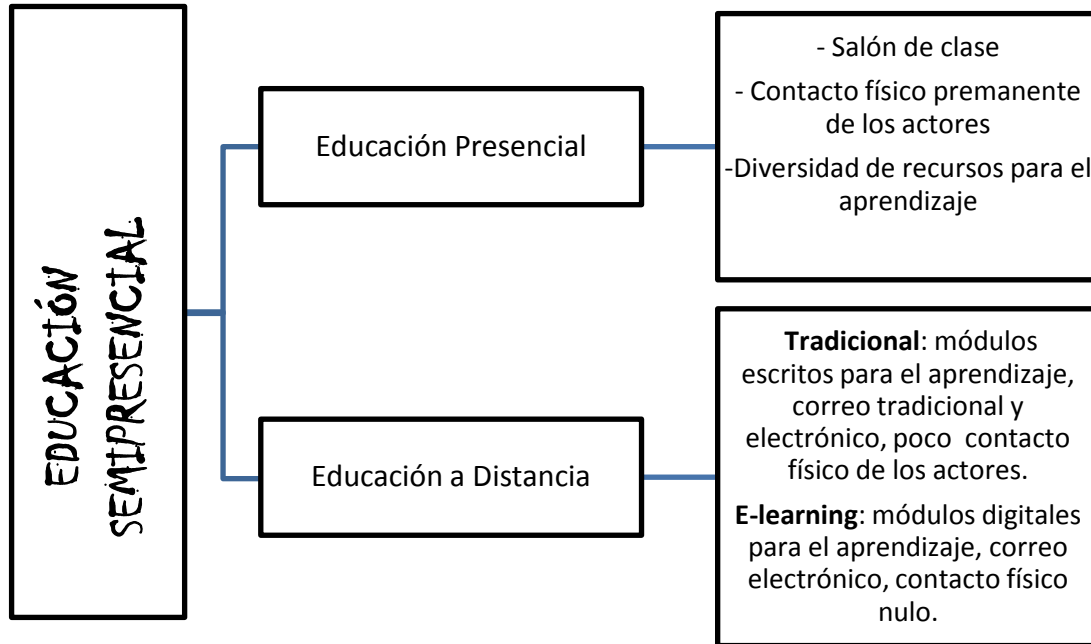 EDUCACIÓN
SEMIPRESENCIAL
Educación Presencial
- Salón de clase
- Contacto físico premanente
de los actores
-Diversidad de recursos para el
aprendizaje
Educación a Distancia
Tradicional: módulos
escritos para el aprendizaje,
correo tradicional y
electrónico, poco contacto
físico de los actores.
E-learning: módulos digitales
para el aprendizaje, correo
electrónico, contacto físico
nulo.